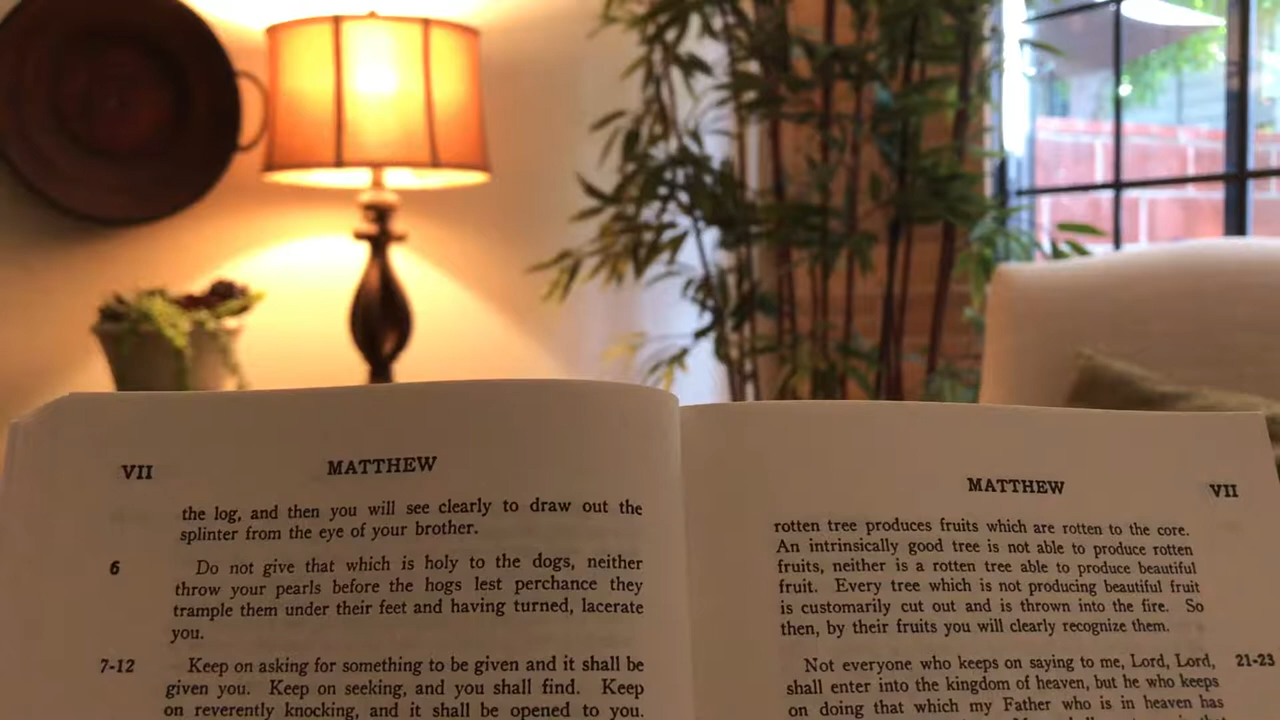 VII MATTHEW
the log, and then you will see clearly to draw out the
splinter from the eye of your brother.
6 Do not give that which is holy to the dogs, neither
throw your pearls before the hogs lest perchance they
trample them under their feet and having turned, lacerate
you.
7-12 Keep on asking for something to be given and it shall be
given you. Keep on seeking, and you shall find. Keep
on reverently knocking, and it shall be opened to you.
MATTHEW VII
rotten tree produces fruits which are rotten to the core.
An intrinsically good tree is not able to produce rotten
fruits, neither is a rotten tree able to produce beautiful
fruit. Every tree which is not producing beautiful fruit
is customarily cut out and is thrown into the fire. So
then, by their fruits you will clearly recognize them.
Not everyone who keeps on saying to me, Lord, Lord, 21-23
shall enter into the kingdom of heaven, but he who keeps
on doing that which my Father who is in heaven has